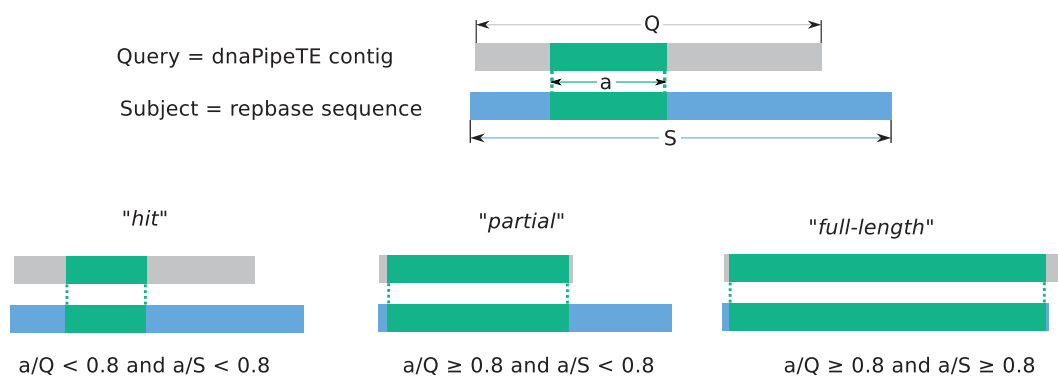 Q
Query = dnaPipeTE contig
a
Subject = repbase sequence
S
"hit"
"partial"
"full-length"
a/Q < 0.8 and a/S < 0.8
a/Q ≥ 0.8 and a/S < 0.8
a/Q ≥ 0.8 and a/S ≥ 0.8